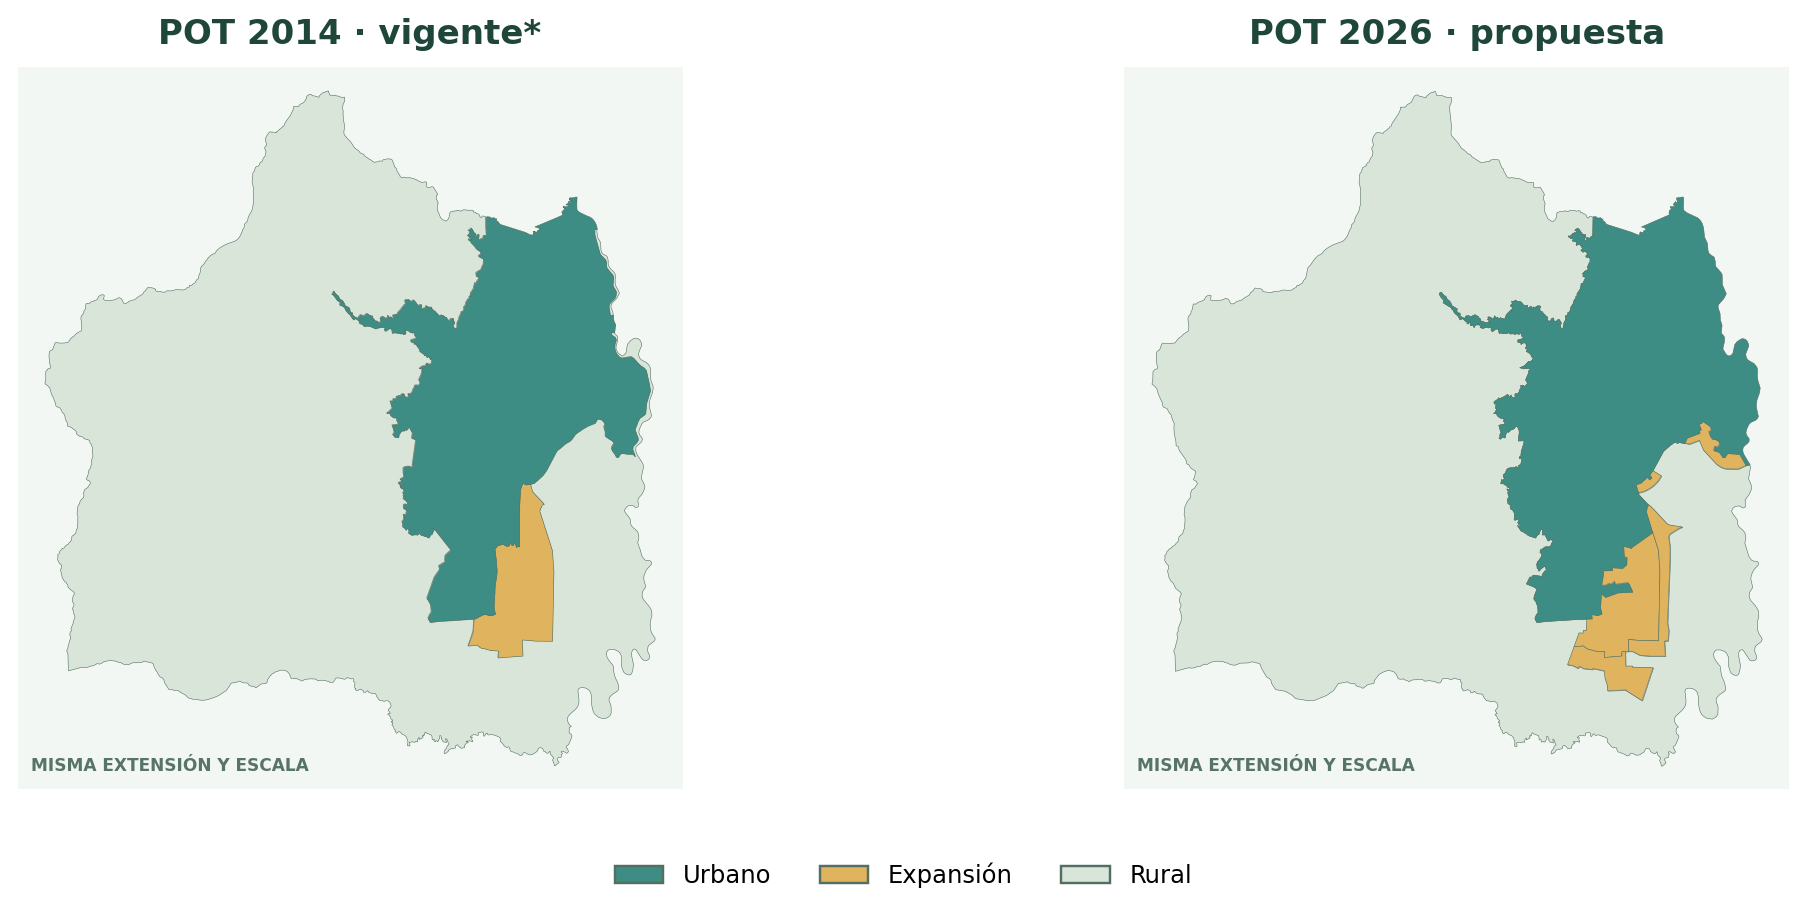 POT 2014 · vigente*
POT 2026 · propuesta
MISMA EXTENSIÓN Y ESCALA
MISMA EXTENSIÓN Y ESCALA
Urbano
Expansión
Rural